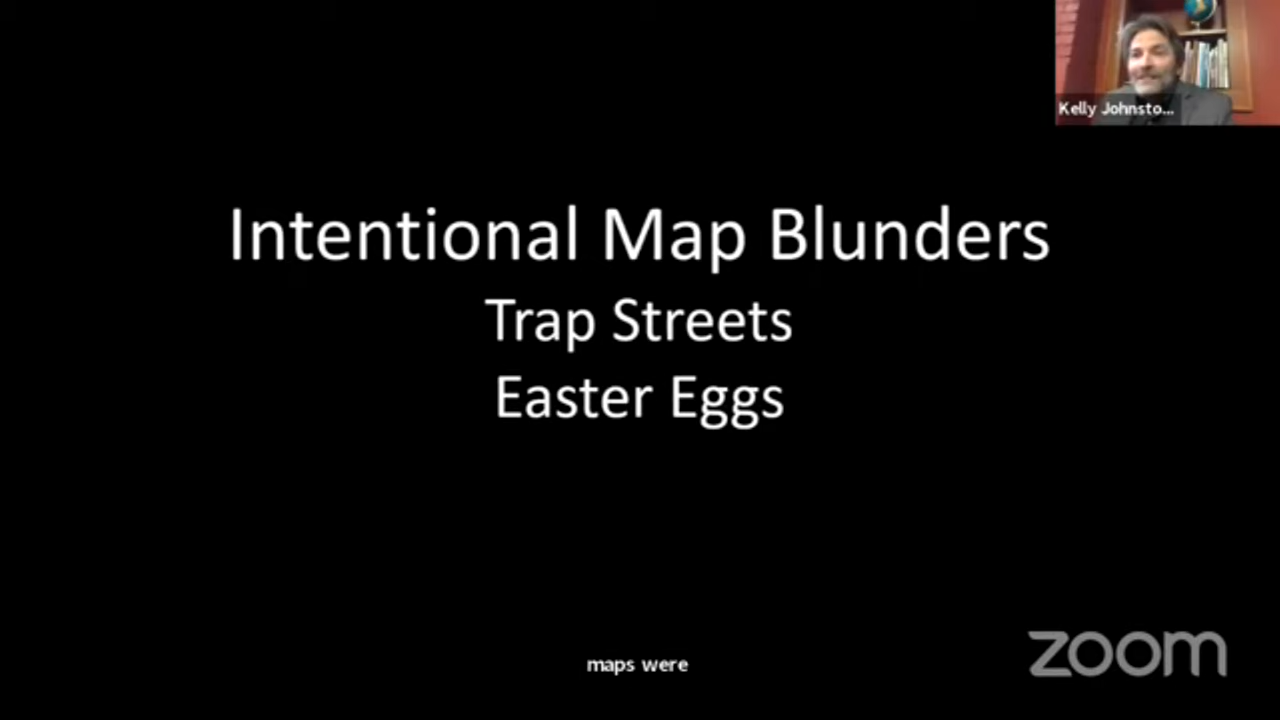 Kelly Johnsto...
Intentional Map Blunders
Trap Streets
Easter Eggs
maps were
zoom